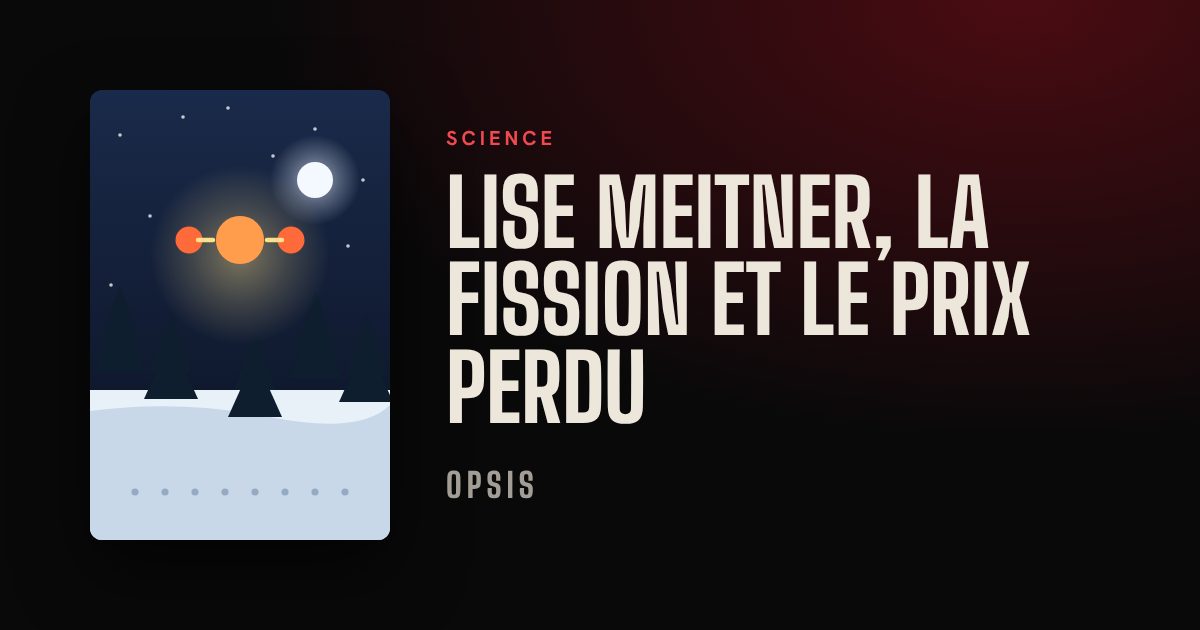 SCIENCE
LISE MEITNER, LA
FISSION ET LE PRIX
PERDU
OPSIS